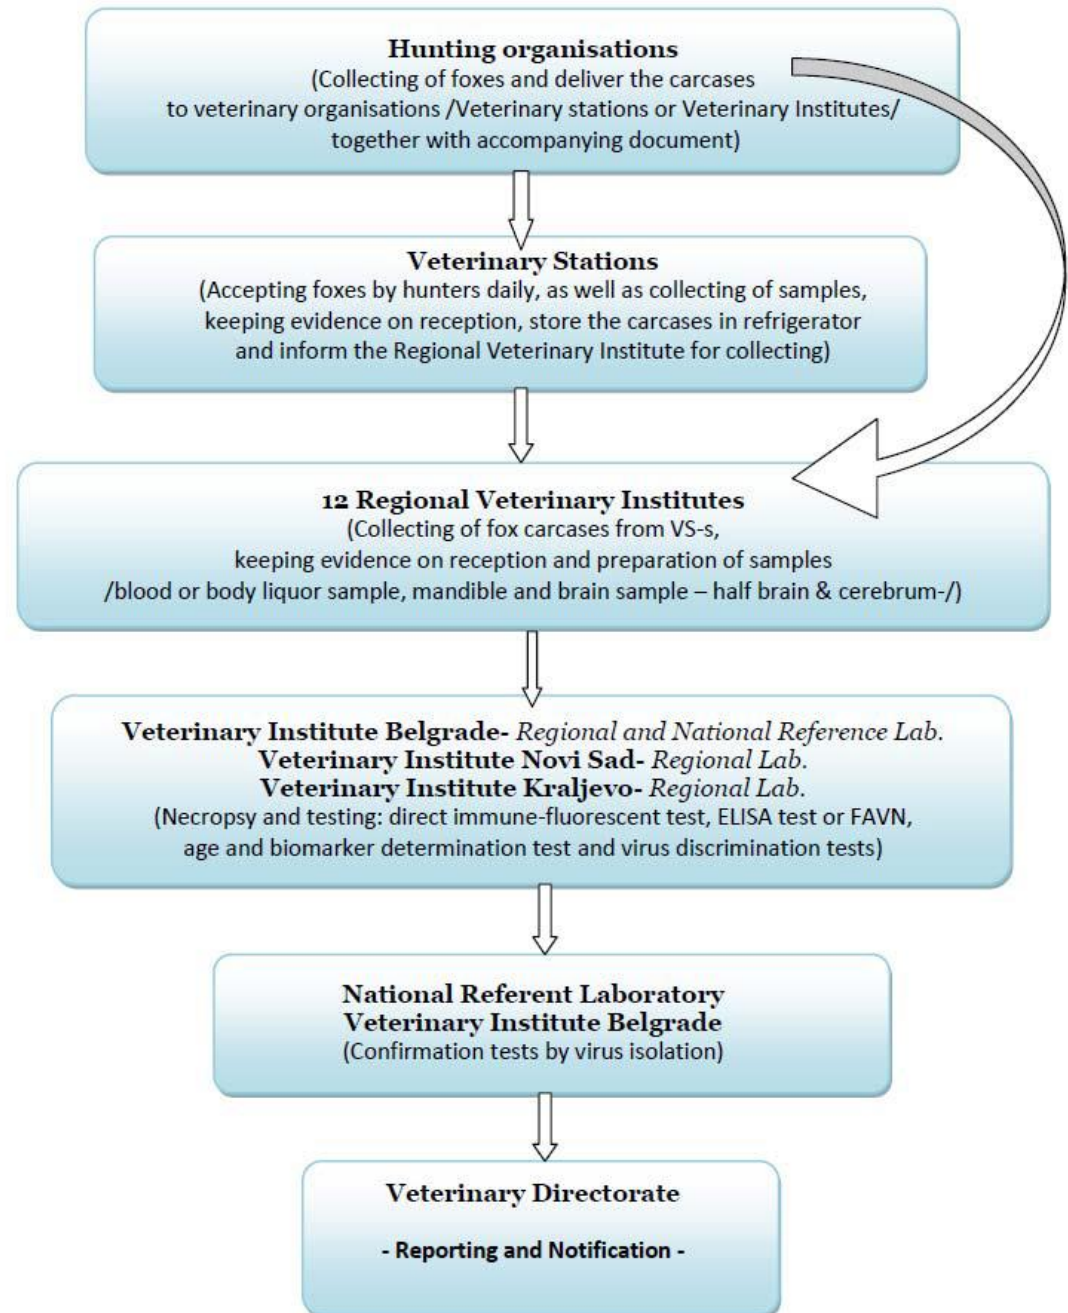 Hunting organisations
(Collecting of foxes and deliver the carcases
to veterinary organisations /Veterinary stations or Veterinary Institutes/
together with accompanying document)
Veterinary Stations
(Accepting foxes by hunters daily, as well as collecting of samples,
keeping evidence on reception, store the carcases in refrigerator
and inform the Regional Veterinary Institute for collecting)
12 Regional Veterinary Institutes
(Collecting of fox carcases from VS-s,
keeping evidence on reception and preparation of samples
/blood or body liquor sample, mandible and brain sample – half brain & cerebrum-/)
Veterinary Institute Belgrade- Regional and National Reference Lab.
Veterinary Institute Novi Sad- Regional Lab.
Veterinary Institute Kraljevo- Regional Lab.
(Necropsy and testing: direct immune-fluorescent test, ELISA test or FAVN,
age and biomarker determination test and virus discrimination tests)
National Referent Laboratory
Veterinary Institute Belgrade
(Confirmation tests by virus isolation)
Veterinary Directorate
- Reporting and Notification -